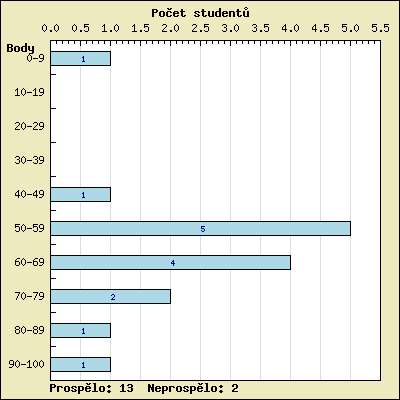 Počet studentů
0.0 0.5 1.0 1.5 2.0 2.5 3.0 3.5 4.0 4.5 5.0 5.5
Body
0-9 1
10-19
20-29
30-39
40-49 1
50-59 5
60-69 4
70-79 2
80-89 1
90-100 1
Prospělo: 13 Neprospělo: 2